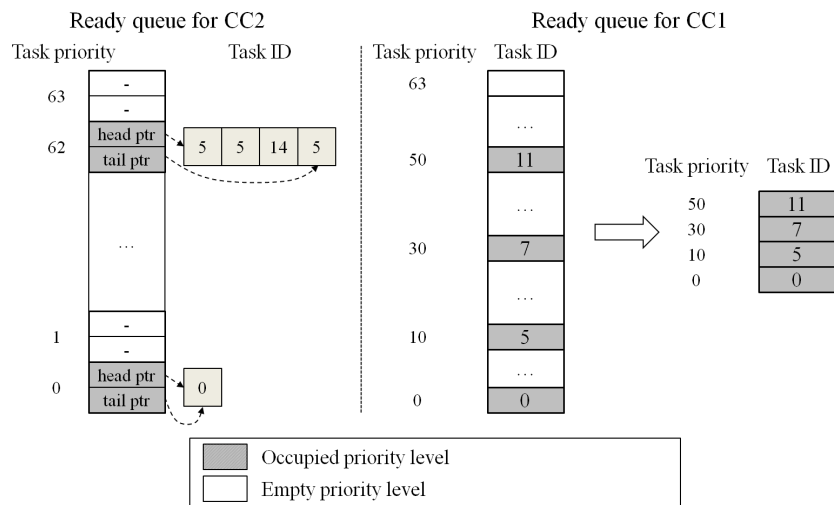 Ready queue for CC2
Task priority Task ID
63
-
-
62
head ptr
tail ptr
5 5 14 5
...
1
-
-
0
head ptr
tail ptr
0
Ready queue for CC1
Task priority Task ID
63
...
50 11
...
30 7
...
10 5
...
0 0
Task priority Task ID
50 11
30 7
10 5
0 0
Occupied priority level
Empty priority level